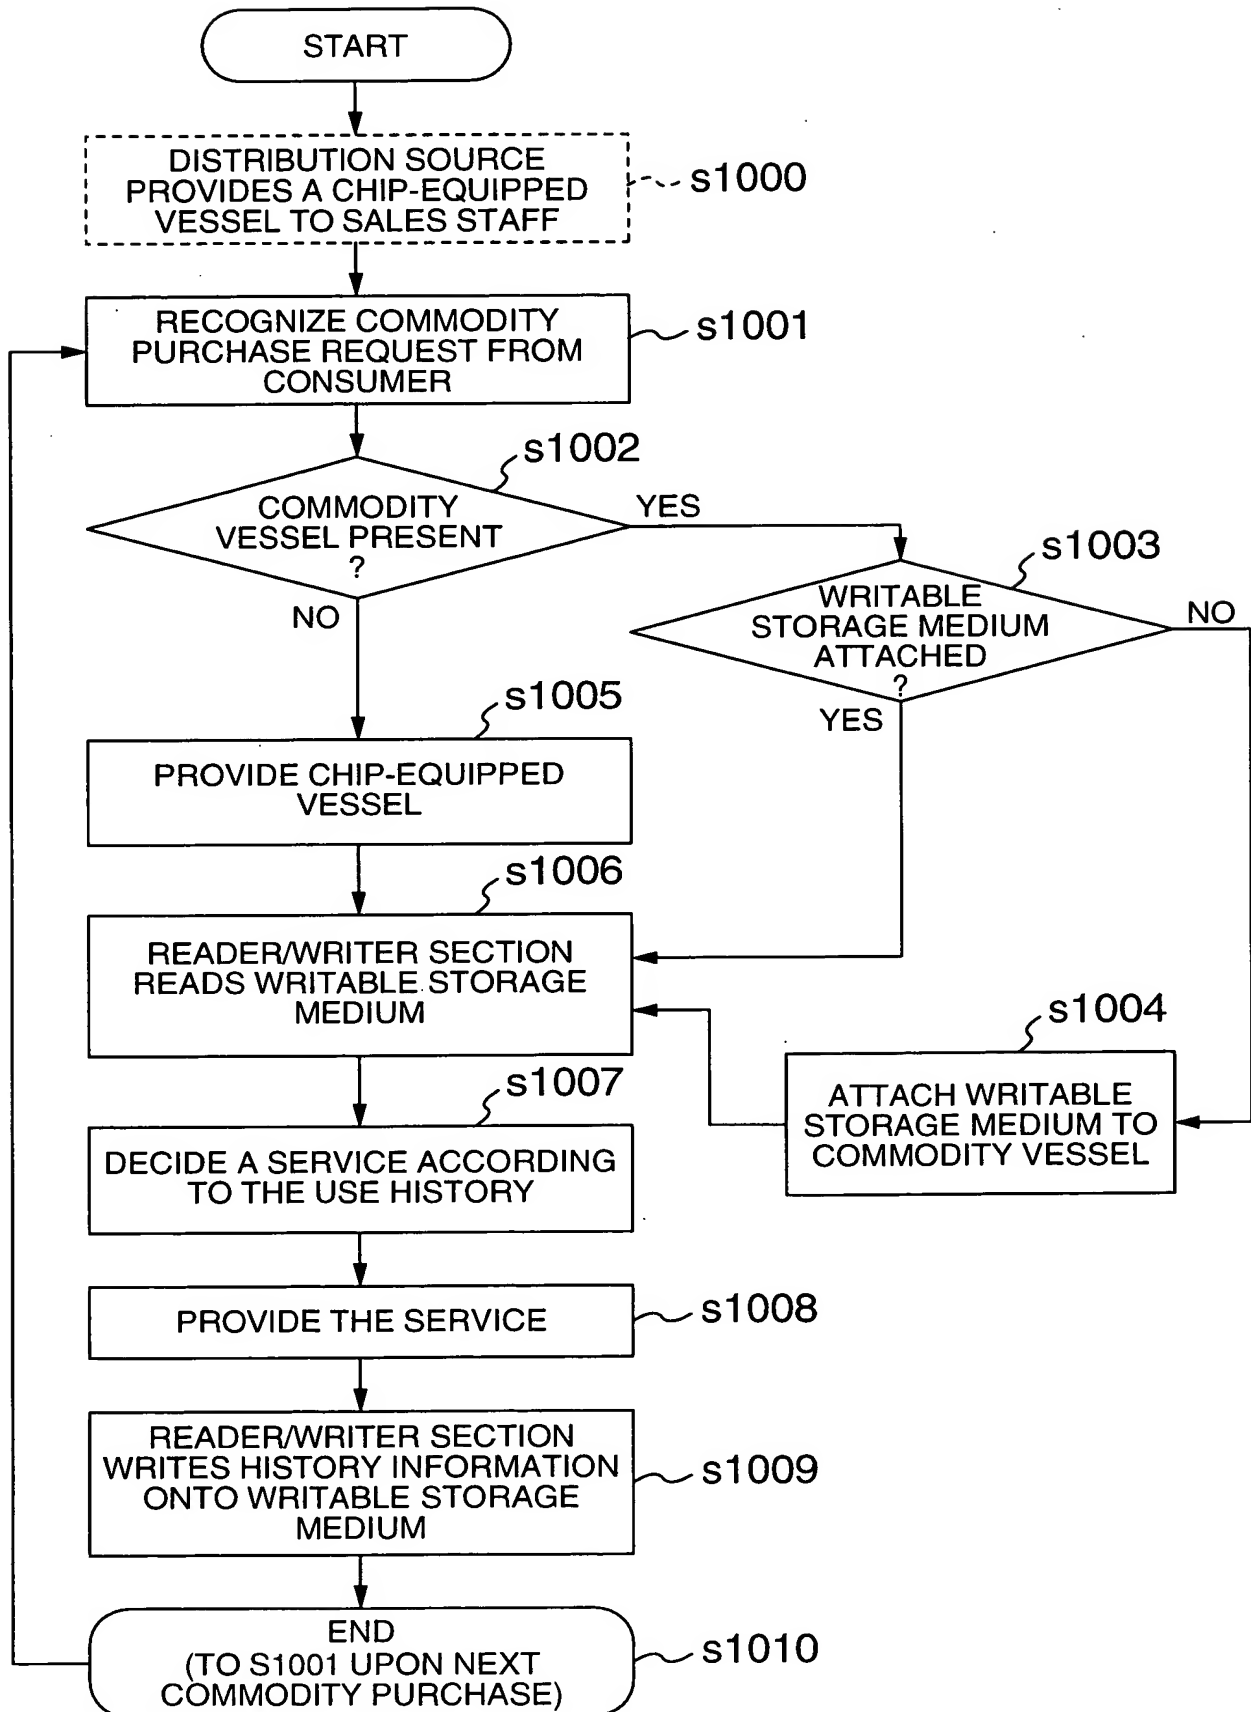 START
DISTRIBUTION SOURCE
PROVIDES A CHIP-EQUIPPED
VESSEL TO SALES STAFF
s1000
RECOGNIZE COMMODITY
PURCHASE REQUEST FROM
CONSUMER
s1001
s1002
COMMODITY
VESSEL PRESENT
?
YES
NO
s1003
WRITABLE
STORAGE MEDIUM
ATTACHED
?
NO
YES
s1005
PROVIDE CHIP-EQUIPPED
VESSEL
s1006
READER/WRITER SECTION
READS WRITABLE STORAGE
MEDIUM
s1004
ATTACH WRITABLE
STORAGE MEDIUM TO
COMMODITY VESSEL
s1007
DECIDE A SERVICE ACCORDING
TO THE USE HISTORY
PROVIDE THE SERVICE
s1008
READER/WRITER SECTION
WRITES HISTORY INFORMATION
ONTO WRITABLE STORAGE
MEDIUM
s1009
END
(TO S1001 UPON NEXT
COMMODITY PURCHASE)
s1010